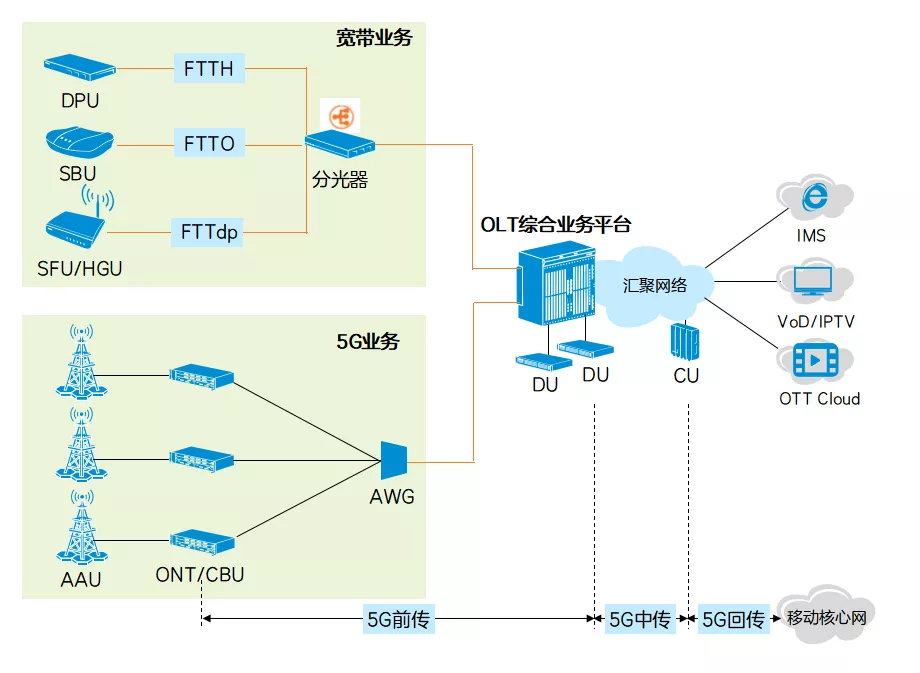 宽带业务
FTTH
DPU
FTTO
SBU
分光器
FTTdp
SFU/HGU
OLT综合业务平台
汇聚网络
IMS
VoD/IPTV
OTT Cloud
DU
DU
CU
5G业务
AWG
AAU
ONT/CBU
5G前传
5G中传
5G回传
移动核心网